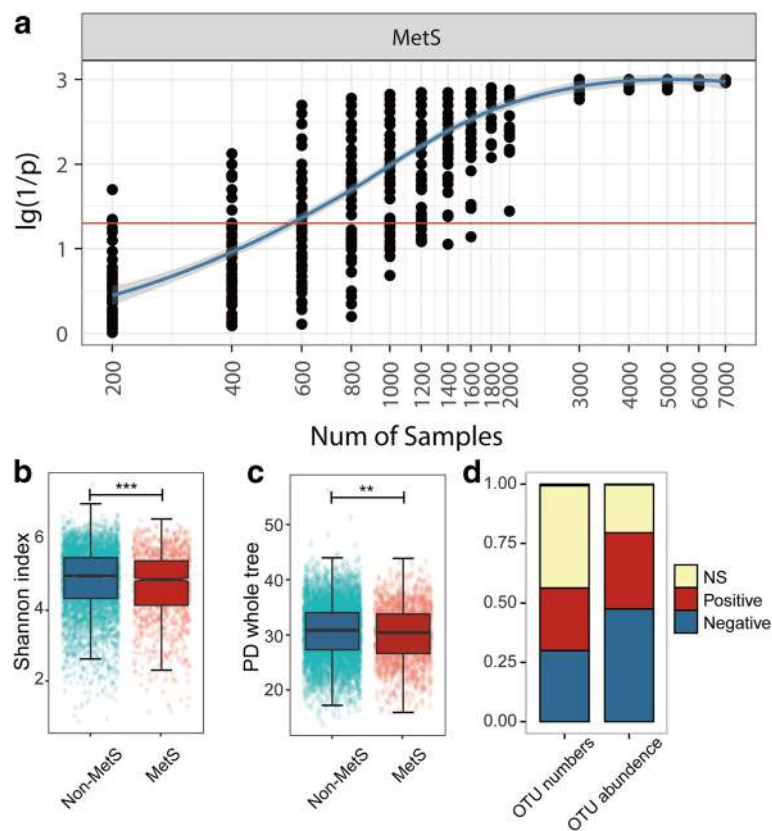 a
MetS
3
2
1
0
lg(1/p)
200
400
600
800
1000
1200
1400
1600
1800
2000
3000
4000
5000
6000
7000
Num of Samples
b
***
6
4
2
Shannon index
Non-MetS
MetS
c
**
50
40
30
20
PD whole tree
Non-MetS
MetS
d
1.00
0.75
0.50
0.25
0.00
OTU numbers
OTU abundance
NS
Positive
Negative